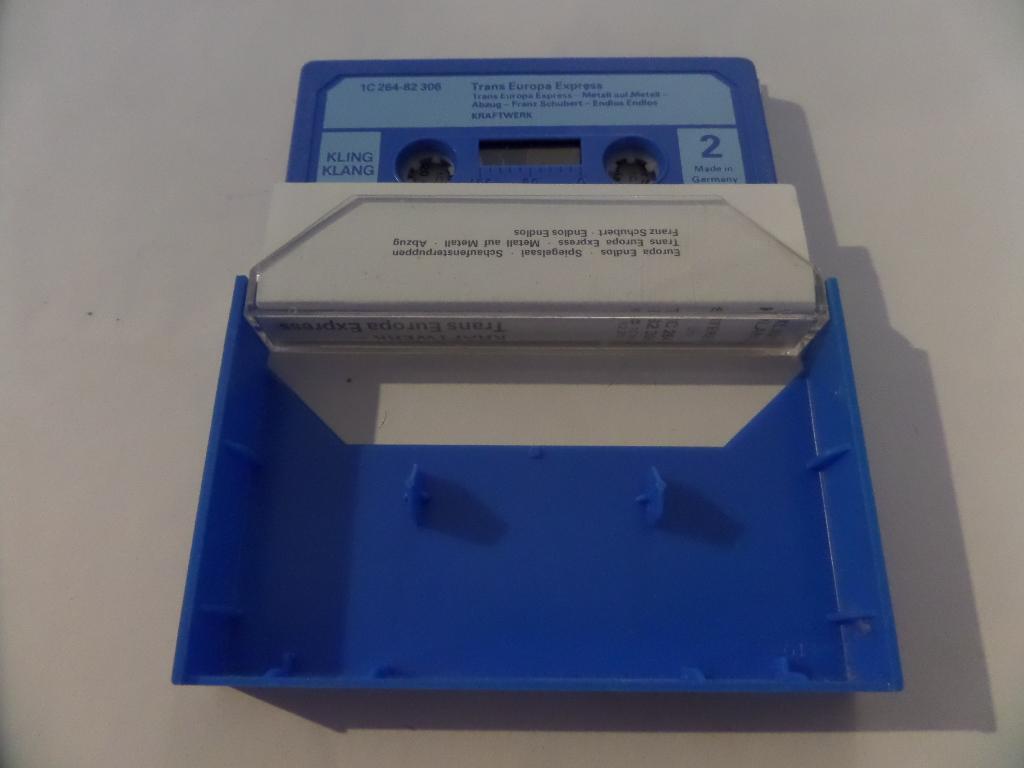 1C 264-82 306
Trans Europa Express
Trans Europa Express – Metall auf Metall –
Abzug – Franz Schubert – Endlos Endlos
KRAFTWERK
KLING
KLANG
2
Made in
Germany
Europa Endlos · Spiegelsaal · Schaufensterpuppen
Trans Europa Express · Metall auf Metall · Abzug
Franz Schubert · Endlos Endlos
KRAFTWERK –
Trans Europa Express